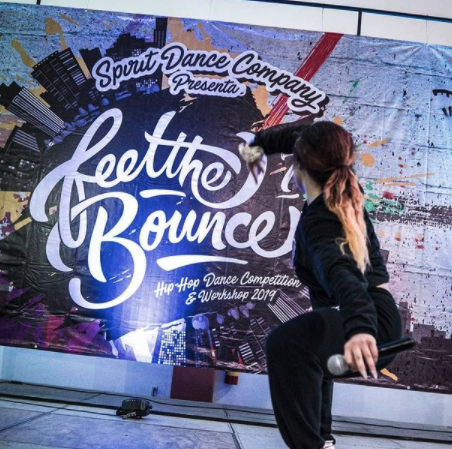 Spirit Dance Company
Presenta
Feel the
Bounce
Hip-Hop Dance Competition
& Workshop 2019